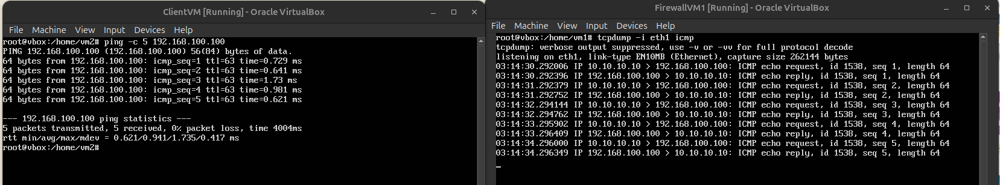 ClientVM [Running] - Oracle VirtualBox
File Machine View Input Devices Help
root@vbox:/home/vm2# ping -c 5 192.168.100.100
PING 192.168.100.100 (192.168.100.100) 56(84) bytes of data.
64 bytes from 192.168.100.100: icmp_seq=1 ttl=63 time=0.729 ms
64 bytes from 192.168.100.100: icmp_seq=2 ttl=63 time=0.641 ms
64 bytes from 192.168.100.100: icmp_seq=3 ttl=63 time=1.73 ms
64 bytes from 192.168.100.100: icmp_seq=4 ttl=63 time=0.981 ms
64 bytes from 192.168.100.100: icmp_seq=5 ttl=63 time=0.621 ms
--- 192.168.100.100 ping statistics ---
5 packets transmitted, 5 received, 0% packet loss, time 4004ms
rtt min/avg/max/mdev = 0.621/0.941/1.735/0.417 ms
root@vbox:/home/vm2#
FirewallVM1 [Running] - Oracle VirtualBox
File Machine View Input Devices Help
root@vbox:/home/vm1# tcpdump -i eth1 icmp
tcpdump: verbose output suppressed, use -v or -vv for full protocol decode
listening on eth1, link-type EN10MB (Ethernet), capture size 262144 bytes
03:14:30.292006 IP 10.10.10.10 > 192.168.100.100: ICMP echo request, id 1538, seq 1, length 64
03:14:30.292396 IP 192.168.100.100 > 10.10.10.10: ICMP echo reply, id 1538, seq 1, length 64
03:14:31.292379 IP 10.10.10.10 > 192.168.100.100: ICMP echo request, id 1538, seq 2, length 64
03:14:31.292752 IP 192.168.100.100 > 10.10.10.10: ICMP echo reply, id 1538, seq 2, length 64
03:14:32.294144 IP 10.10.10.10 > 192.168.100.100: ICMP echo request, id 1538, seq 3, length 64
03:14:32.294762 IP 192.168.100.100 > 10.10.10.10: ICMP echo reply, id 1538, seq 3, length 64
03:14:33.295902 IP 10.10.10.10 > 192.168.100.100: ICMP echo request, id 1538, seq 4, length 64
03:14:33.296409 IP 192.168.100.100 > 10.10.10.10: ICMP echo reply, id 1538, seq 4, length 64
03:14:34.296000 IP 10.10.10.10 > 192.168.100.100: ICMP echo request, id 1538, seq 5, length 64
03:14:34.296349 IP 192.168.100.100 > 10.10.10.10: ICMP echo reply, id 1538, seq 5, length 64